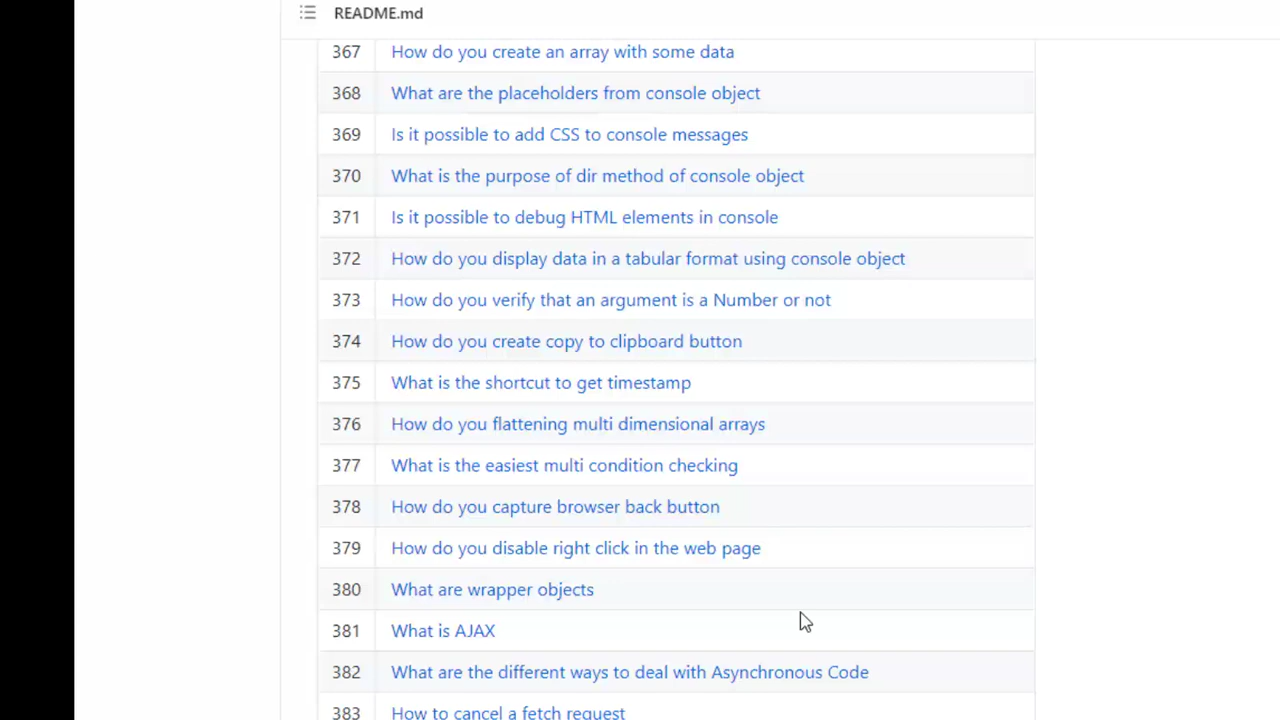 README.md
367 How do you create an array with some data
368 What are the placeholders from console object
369 Is it possible to add CSS to console messages
370 What is the purpose of dir method of console object
371 Is it possible to debug HTML elements in console
372 How do you display data in a tabular format using console object
373 How do you verify that an argument is a Number or not
374 How do you create copy to clipboard button
375 What is the shortcut to get timestamp
376 How do you flattening multi dimensional arrays
377 What is the easiest multi condition checking
378 How do you capture browser back button
379 How do you disable right click in the web page
380 What are wrapper objects
381 What is AJAX
382 What are the different ways to deal with Asynchronous Code
383 How to cancel a fetch request